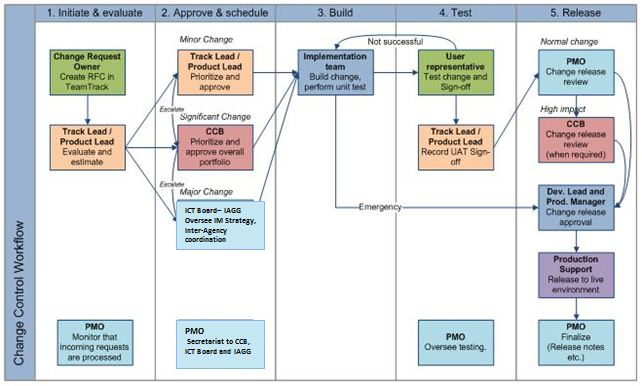 1. Initiate & evaluate
2. Approve & schedule
3. Build
4. Test
5. Release
Change Control Workflow
Change Request
Owner
Create RFC in
TeamTrack
Track Lead /
Product Lead
Evaluate and
estimate
PMO
Monitor that
incoming requests
are processed
Minor Change
Track Lead /
Product Lead
Prioritize and
approve
Escalate
Significant Change
CCB
Prioritize and
approve overall
portfolio
Escalate
Major Change
ICT Board– IAGG
Oversee IM Strategy,
Inter-Agency
coordination
PMO
Secretariat to CCB,
ICT Board and IAGG
Implementation
team
Build change,
perform unit test
Not successful
Emergency
User
representative
Test change and
Sign-off
Track Lead /
Product Lead
Record UAT Sign-
off
PMO
Oversee testing.
Normal change
PMO
Change release
review
High impact
CCB
Change release
review
(when required)
Dev. Lead and
Prod. Manager
Change release
approval
Production
Support
Release to live
environment
PMO
Finalize
(Release notes
etc.)